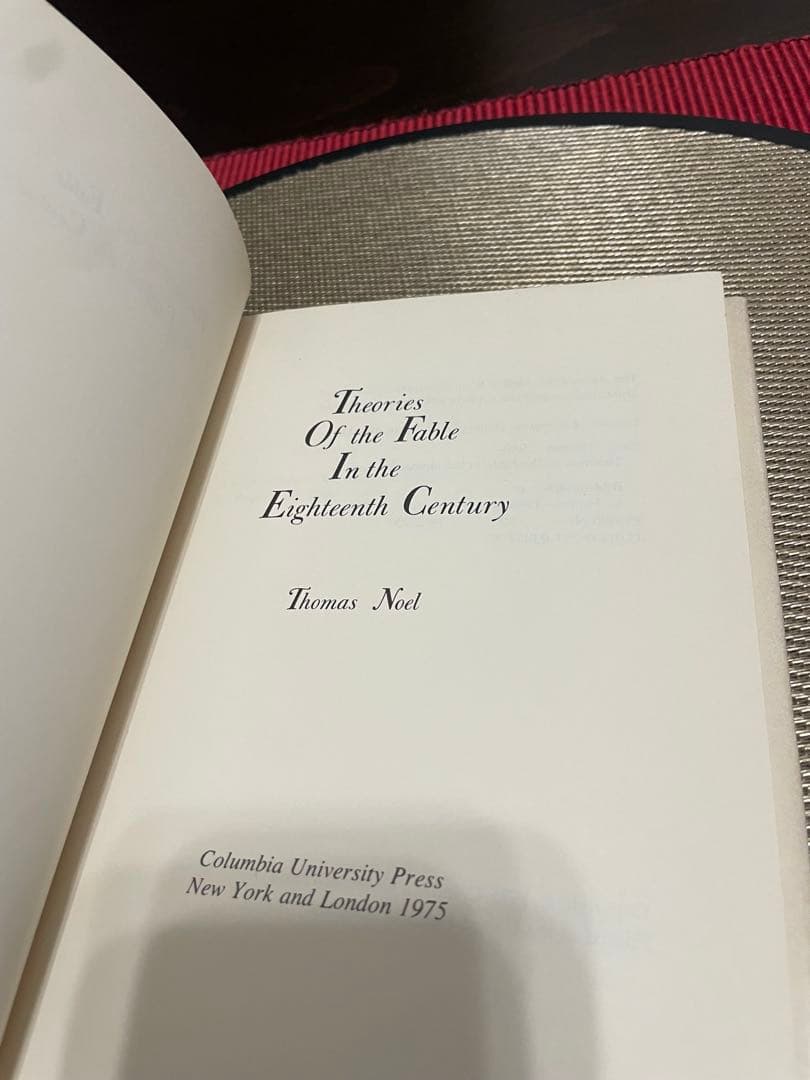 Theories
Of the Fable
In the
Eighteenth Century
Thomas Noel
Columbia University Press
New York and London 1975